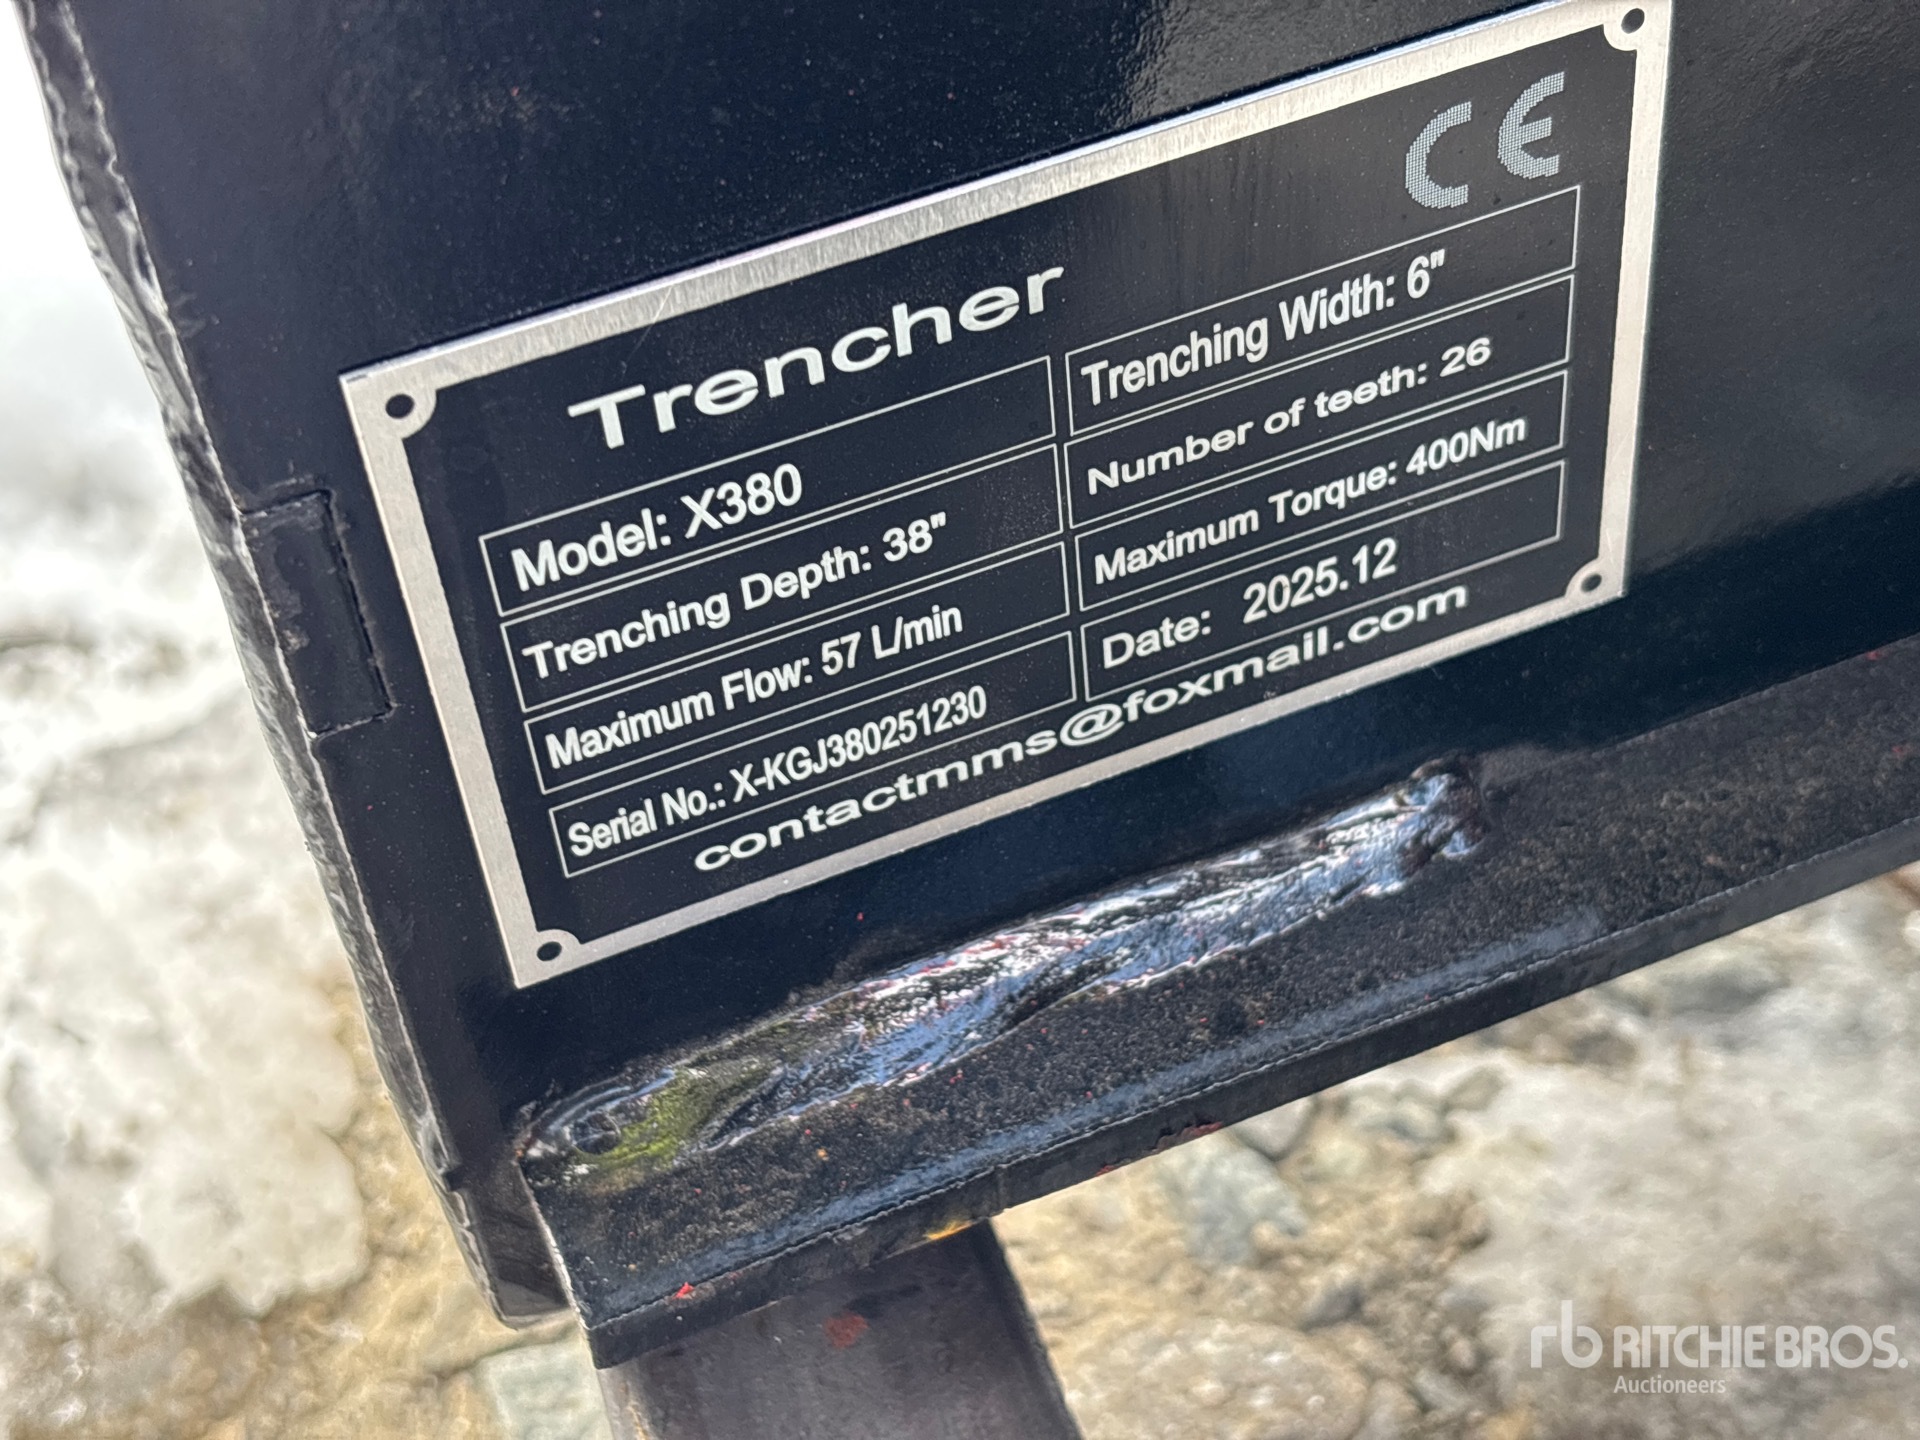 CE
Trencher
Model: X380
Trenching Width: 6"
Trenching Depth: 38"
Number of teeth: 26
Maximum Flow: 57 L/min
Maximum Torque: 400Nm
Serial No.: X-KGJ380251230
Date: 2025.12
contactmms@foxmail.com
rb RITCHIE BROS.
Auctioneers